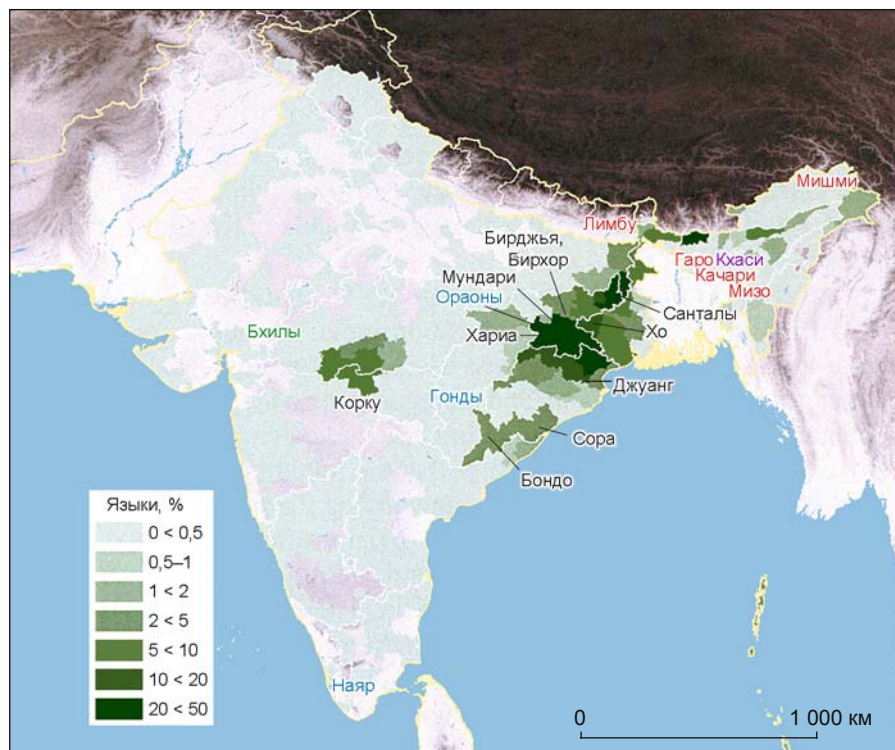 Мишми
Лимбу
Бирджья,
Бирхор
Гаро Кхаси
Мундари
Качари
Ораоны
Мизо
Санталы
Хариа
Хо
Бхилы
Джуанг
Гонды
Корку
Сора
Бондо
Языки, %
0 < 0,5
0,5–1
1 < 2
2 < 5
5 < 10
10 < 20
20 < 50
Наяр
0 1 000 км